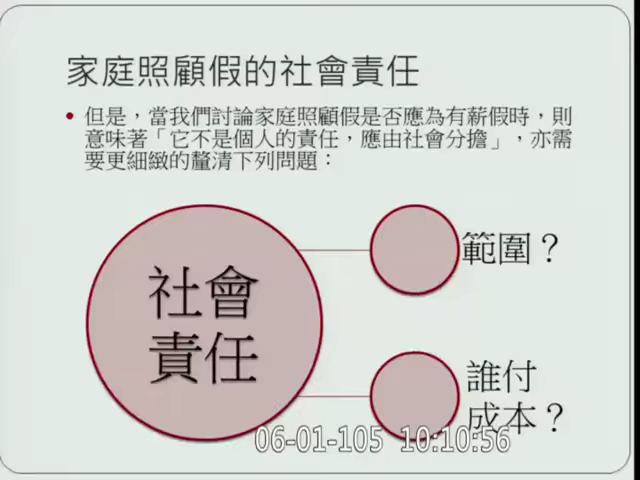 家庭照顧假的社會責任
但是，當我們討論家庭照顧假是否應為有薪假時，則
意味著「它不是個人的責任，應由社會分擔」，亦需
要更細緻的釐清下列問題：
社會
責任
範圍？
誰付
成本？
06-01-105 10:10:56